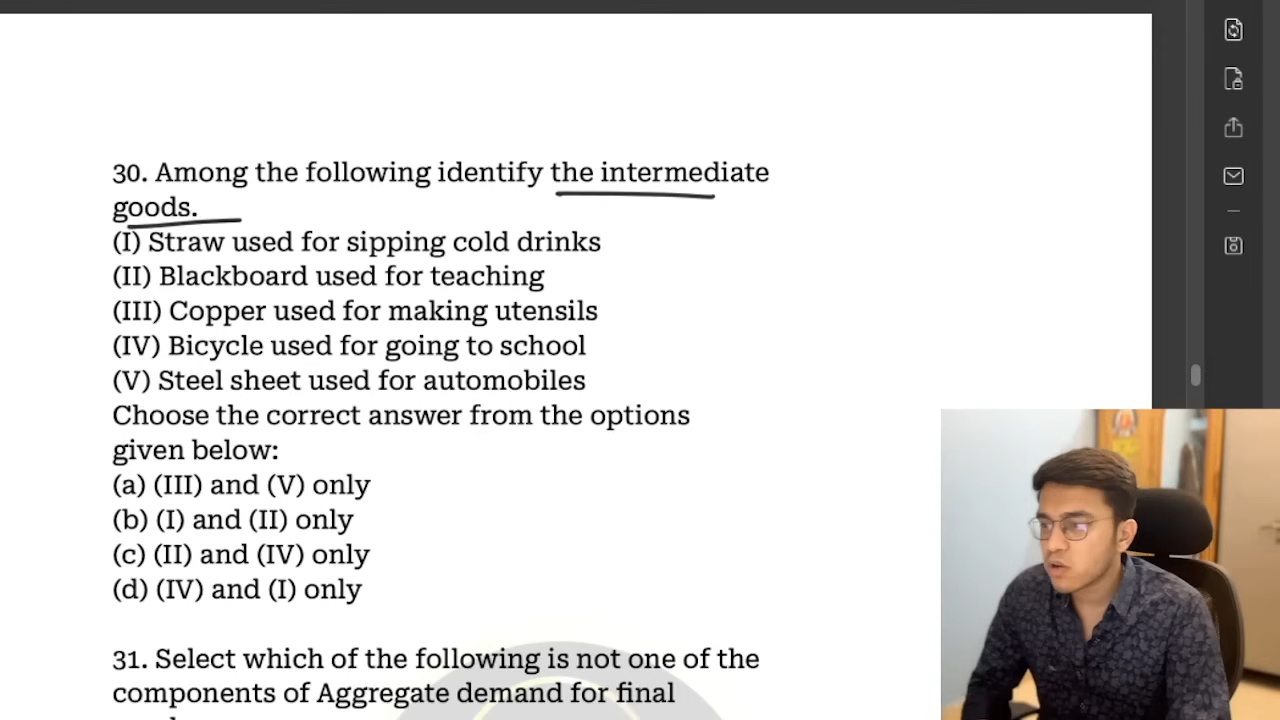 30. Among the following identify the intermediate
goods.
(I) Straw used for sipping cold drinks
(II) Blackboard used for teaching
(III) Copper used for making utensils
(IV) Bicycle used for going to school
(V) Steel sheet used for automobiles
Choose the correct answer from the options
given below:
(a) (III) and (V) only
(b) (I) and (II) only
(c) (II) and (IV) only
(d) (IV) and (I) only
31. Select which of the following is not one of the
components of Aggregate demand for final